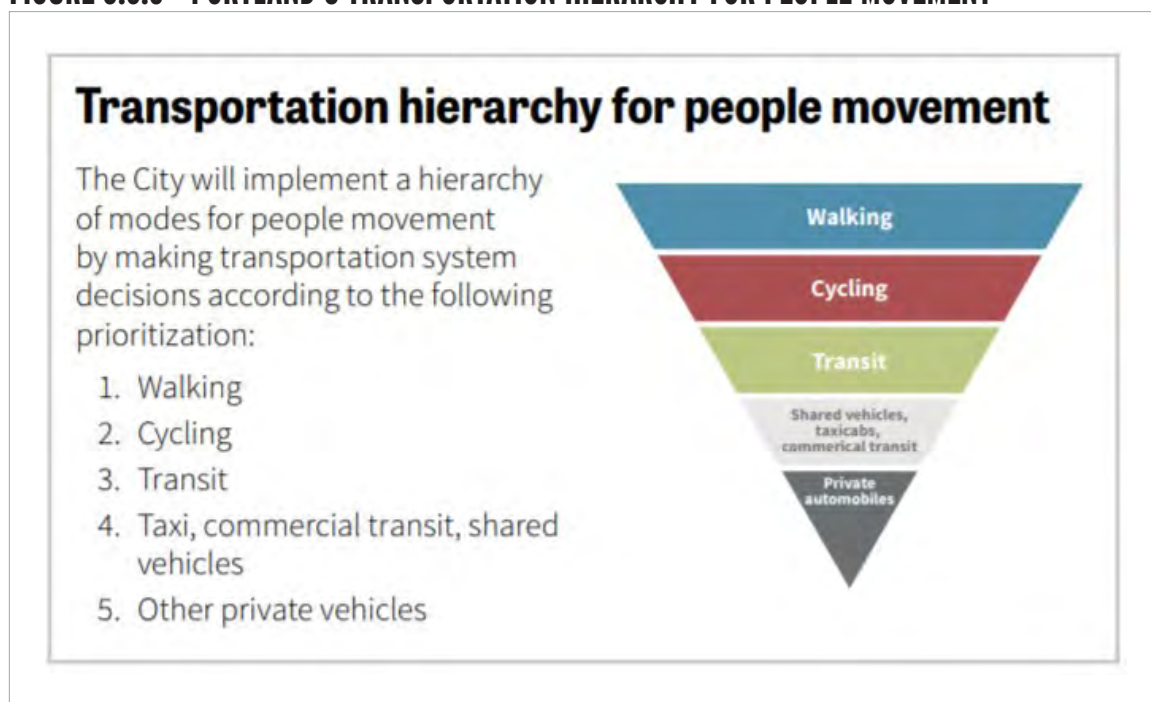 Transportation hierarchy for people movement
The City will implement a hierarchy
of modes for people movement
by making transportation system
decisions according to the following
prioritization:
1. Walking
2. Cycling
3. Transit
4. Taxi, commercial transit, shared
vehicles
5. Other private vehicles
Walking
Cycling
Transit
Shared vehicles,
taxicabs,
commerical transit
Private
automobiles